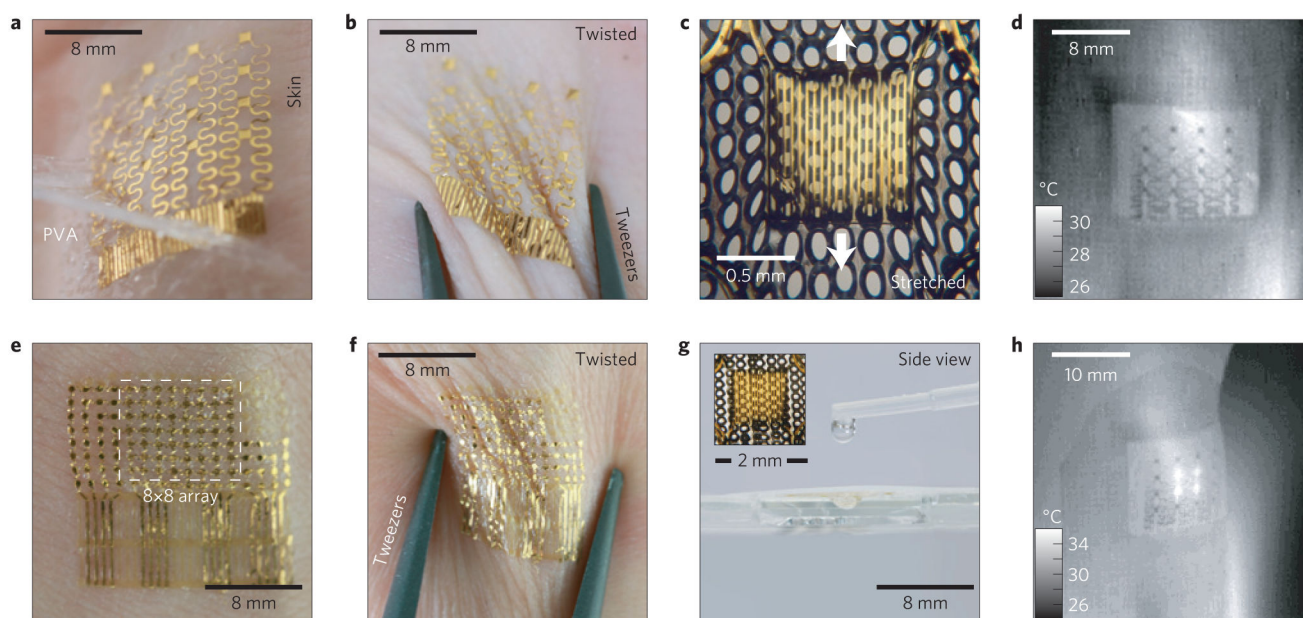 a
8 mm
Skin
PVA
b
8 mm
Twisted
Tweezers
c
0.5 mm
Stretched
d
8 mm
°C
30
28
26
e
8×8 array
8 mm
f
8 mm
Twisted
Tweezers
g
Side view
2 mm
8 mm
h
10 mm
°C
34
30
26